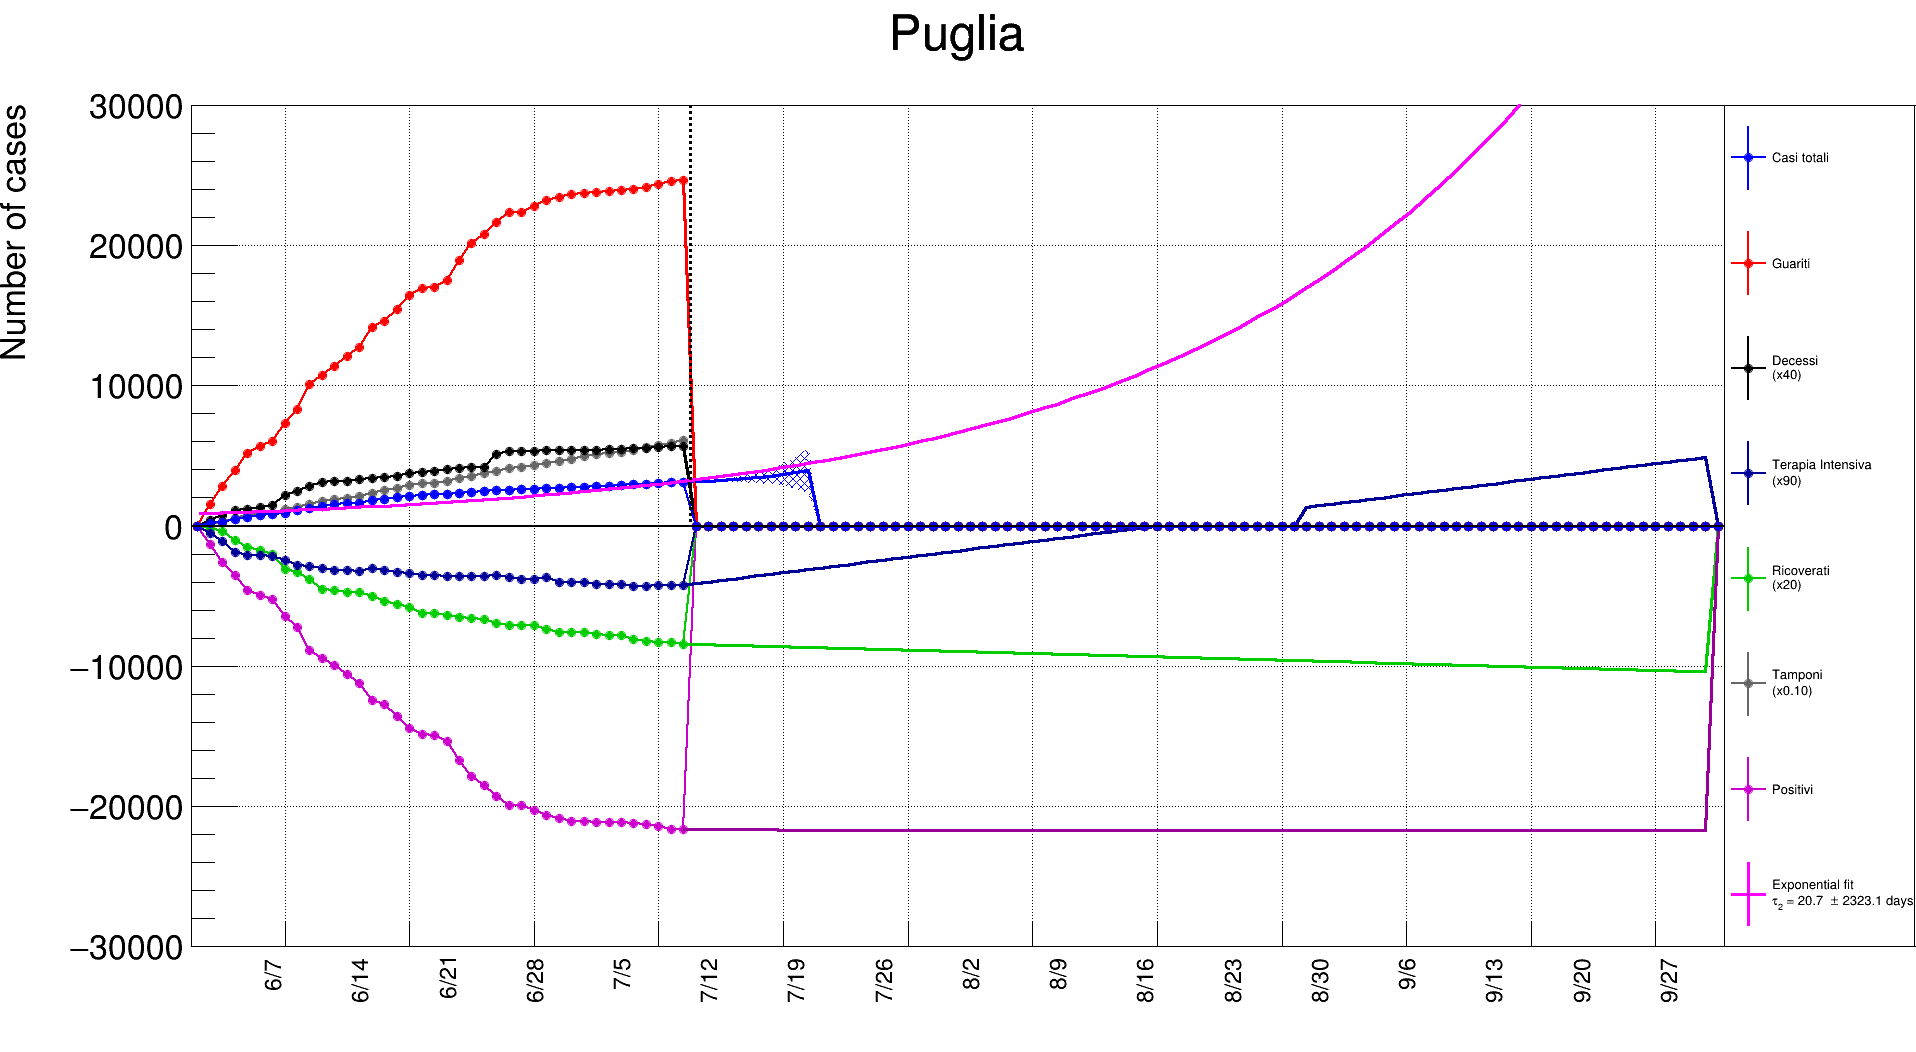 Puglia
Number of cases
30000
20000
10000
0
−10000
−20000
−30000
6/7
6/14
6/21
6/28
7/5
7/12
7/19
7/26
8/2
8/9
8/16
8/23
8/30
9/6
9/13
9/20
9/27
Casi totali
Guariti
Decessi
(x40)
Terapia Intensiva
(x90)
Ricoverati
(x20)
Tamponi
(x0.10)
Positivi
Exponential fit
τ2 = 20.7 ± 2323.1 days